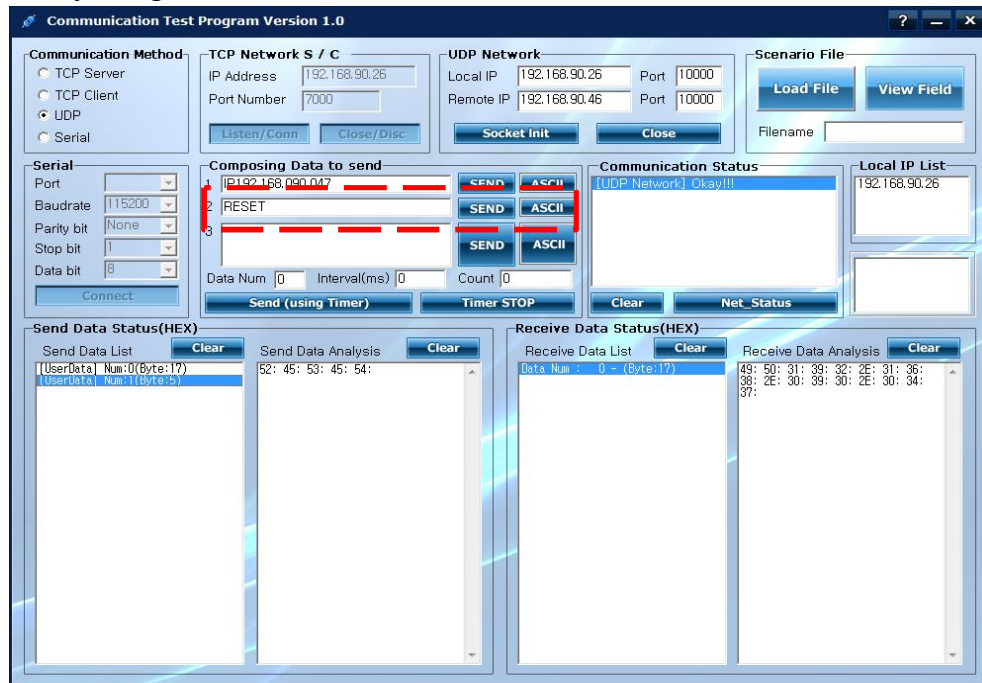 Communication Test Program Version 1.0
? — X
Communication Method
TCP Server
TCP Client
UDP
Serial
TCP Network S / C
IP Address 192.168.90.26
Port Number 7000
Listen/Conn Close/Disc
UDP Network
Local IP 192.168.90.26 Port 10000
Remote IP 192.168.90.46 Port 10000
Socket Init Close
Scenario File
Load File View Field
Filename
Serial
Port
Baudrate 115200
Parity bit None
Stop bit 1
Data bit 8
Connect
Composing Data to send
1 IP192.168.090.047 SEND ASCII
2 RESET SEND ASCII
3 SEND ASCII
Data Num 0 Interval(ms) 0 Count 0
Send (using Timer) Timer STOP
Communication Status
[UDP Network] Okay!!!
Clear Net_Status
Local IP List
192.168.90.26
Send Data Status(HEX)
Send Data List Clear
[UserData] Num:0(Byte:17)
[UserData] Num:1(Byte:5)
Send Data Analysis Clear
52: 45: 53: 45: 54:
Receive Data Status(HEX)
Receive Data List Clear
Data Num : 0 - (Byte:17)
Receive Data Analysis Clear
49: 50: 31: 39: 32: 2E: 31: 36:
38: 2E: 30: 39: 30: 2E: 30: 34:
37: